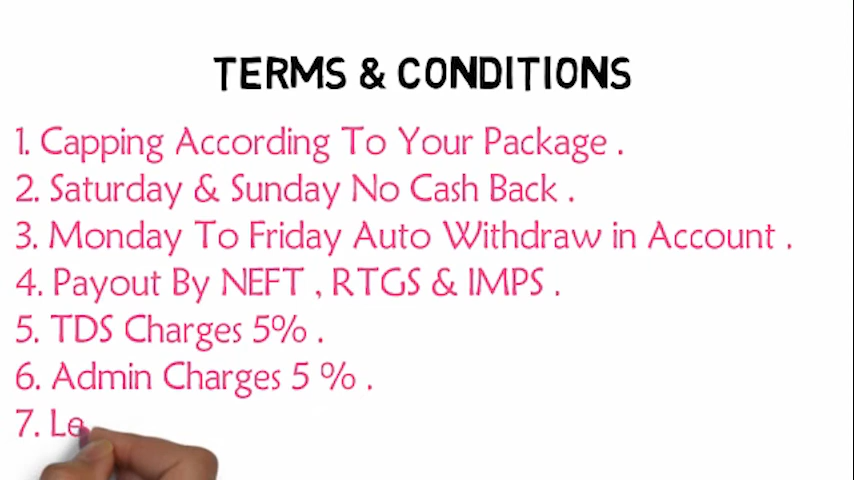 TERMS & CONDITIONS
1. Capping According To Your Package .
2. Saturday & Sunday No Cash Back .
3. Monday To Friday Auto Withdraw in Account .
4. Payout By NEFT , RTGS & IMPS .
5. TDS Charges 5% .
6. Admin Charges 5 % .
7. Le